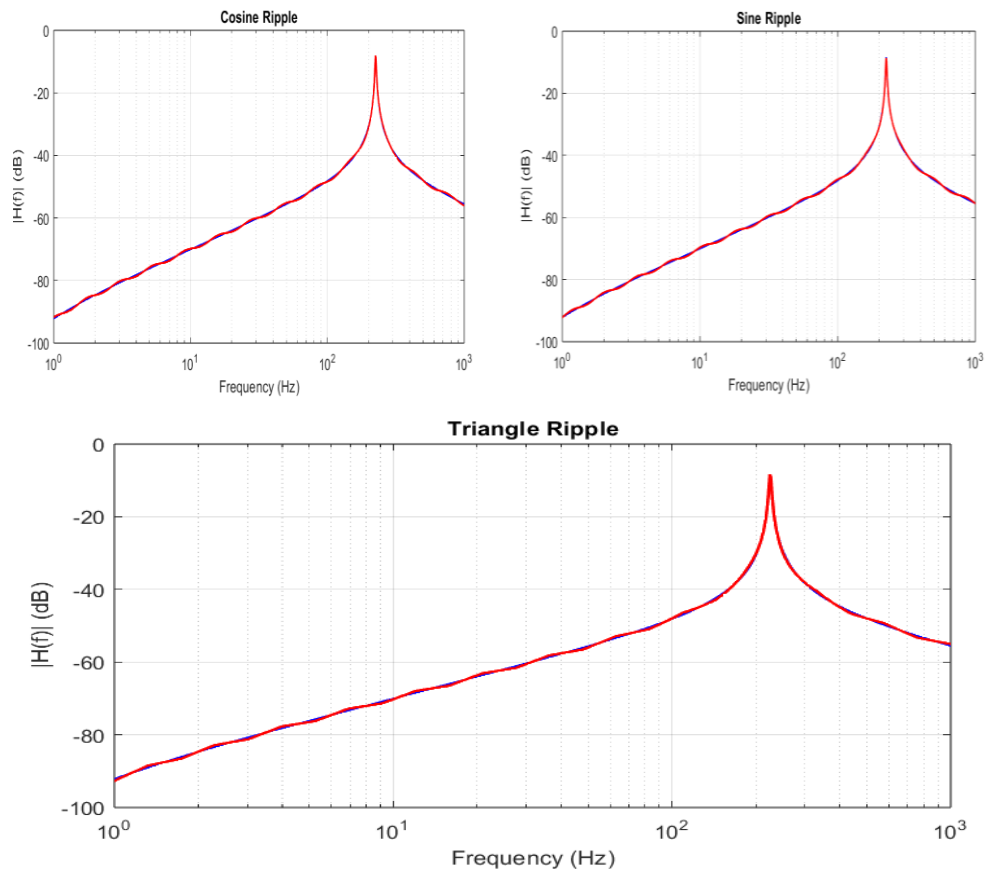 Cosine Ripple
0
-20
-40
-60
-80
-100
|H(f)| (dB)
10^0 10^1 10^2 10^3
Frequency (Hz)
Sine Ripple
0
-20
-40
-60
-80
-100
|H(f)| (dB)
10^0 10^1 10^2 10^3
Frequency (Hz)
Triangle Ripple
0
-20
-40
-60
-80
-100
|H(f)| (dB)
10^0 10^1 10^2 10^3
Frequency (Hz)